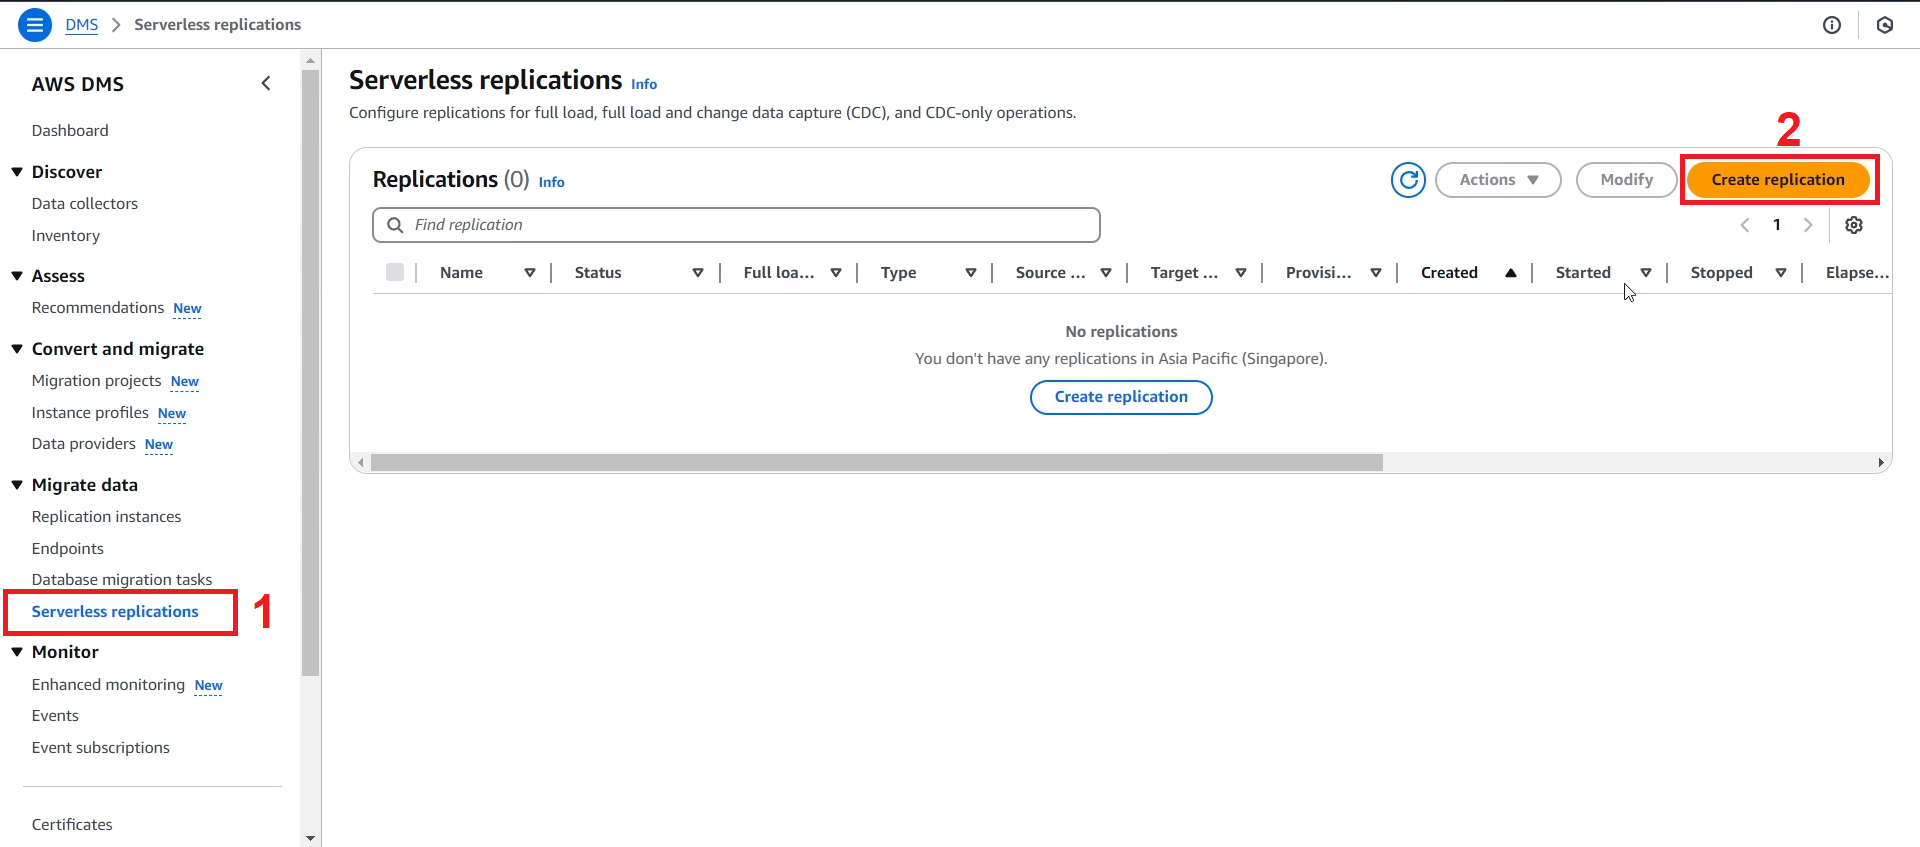 DMS > Serverless replications
AWS DMS
Dashboard
Discover
Data collectors
Inventory
Assess
Recommendations New
Convert and migrate
Migration projects New
Instance profiles New
Data providers New
Migrate data
Replication instances
Endpoints
Database migration tasks
Serverless replications 1
Monitor
Enhanced monitoring New
Events
Event subscriptions
Certificates
Serverless replications Info
Configure replications for full load, full load and change data capture (CDC), and CDC-only operations.
2
Replications (0) Info Actions Modify Create replication
Find replication
1
Name Status Full loa... Type Source ... Target ... Provisi... Created Started Stopped Elapse...
No replications
You don't have any replications in Asia Pacific (Singapore).
Create replication